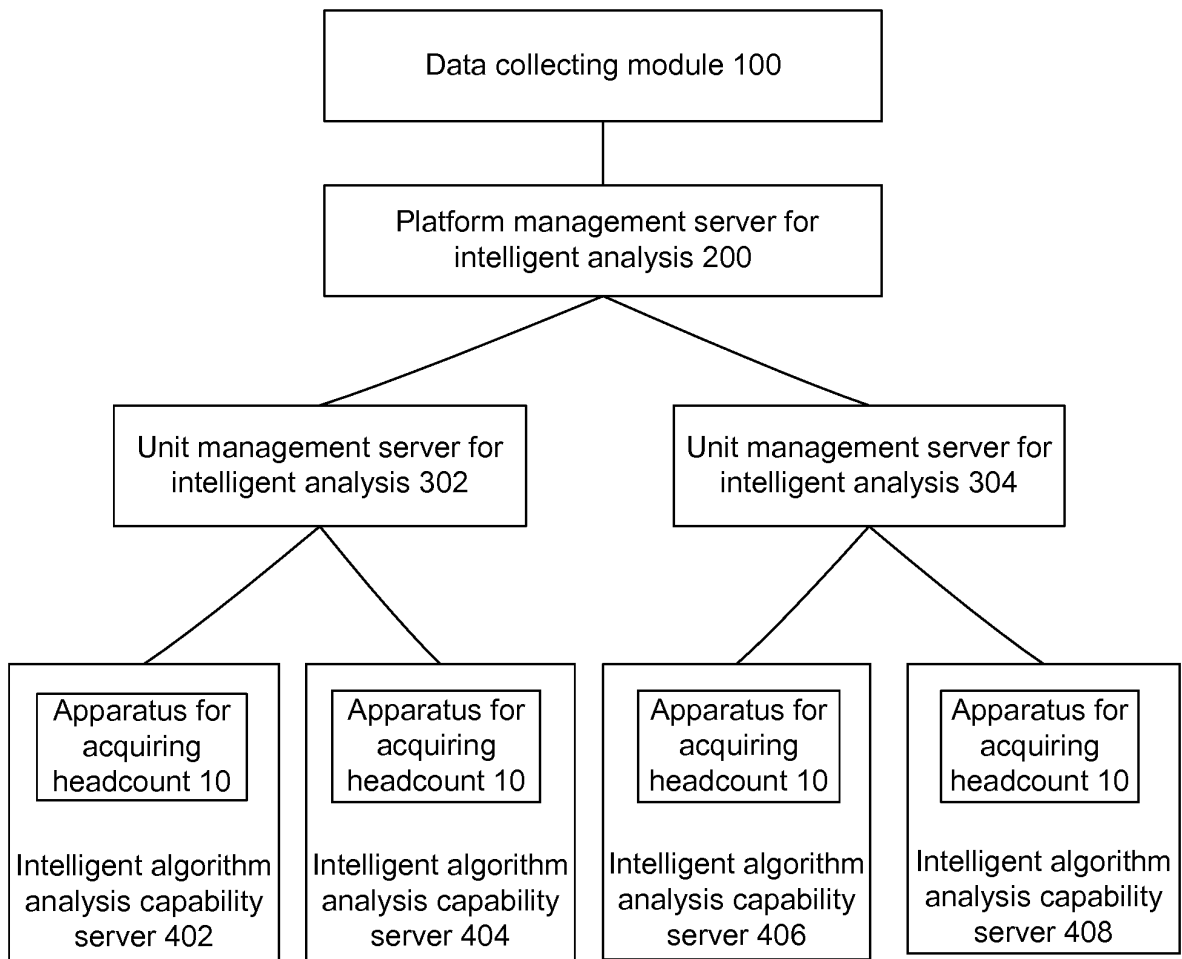 Data collecting module 100
Platform management server for
intelligent analysis 200
Unit management server for
intelligent analysis 302
Unit management server for
intelligent analysis 304
Apparatus for
acquiring
headcount 10
Intelligent algorithm
analysis capability
server 402
Apparatus for
acquiring
headcount 10
Intelligent algorithm
analysis capability
server 404
Apparatus for
acquiring
headcount 10
Intelligent algorithm
analysis capability
server 406
Apparatus for
acquiring
headcount 10
Intelligent algorithm
analysis capability
server 408